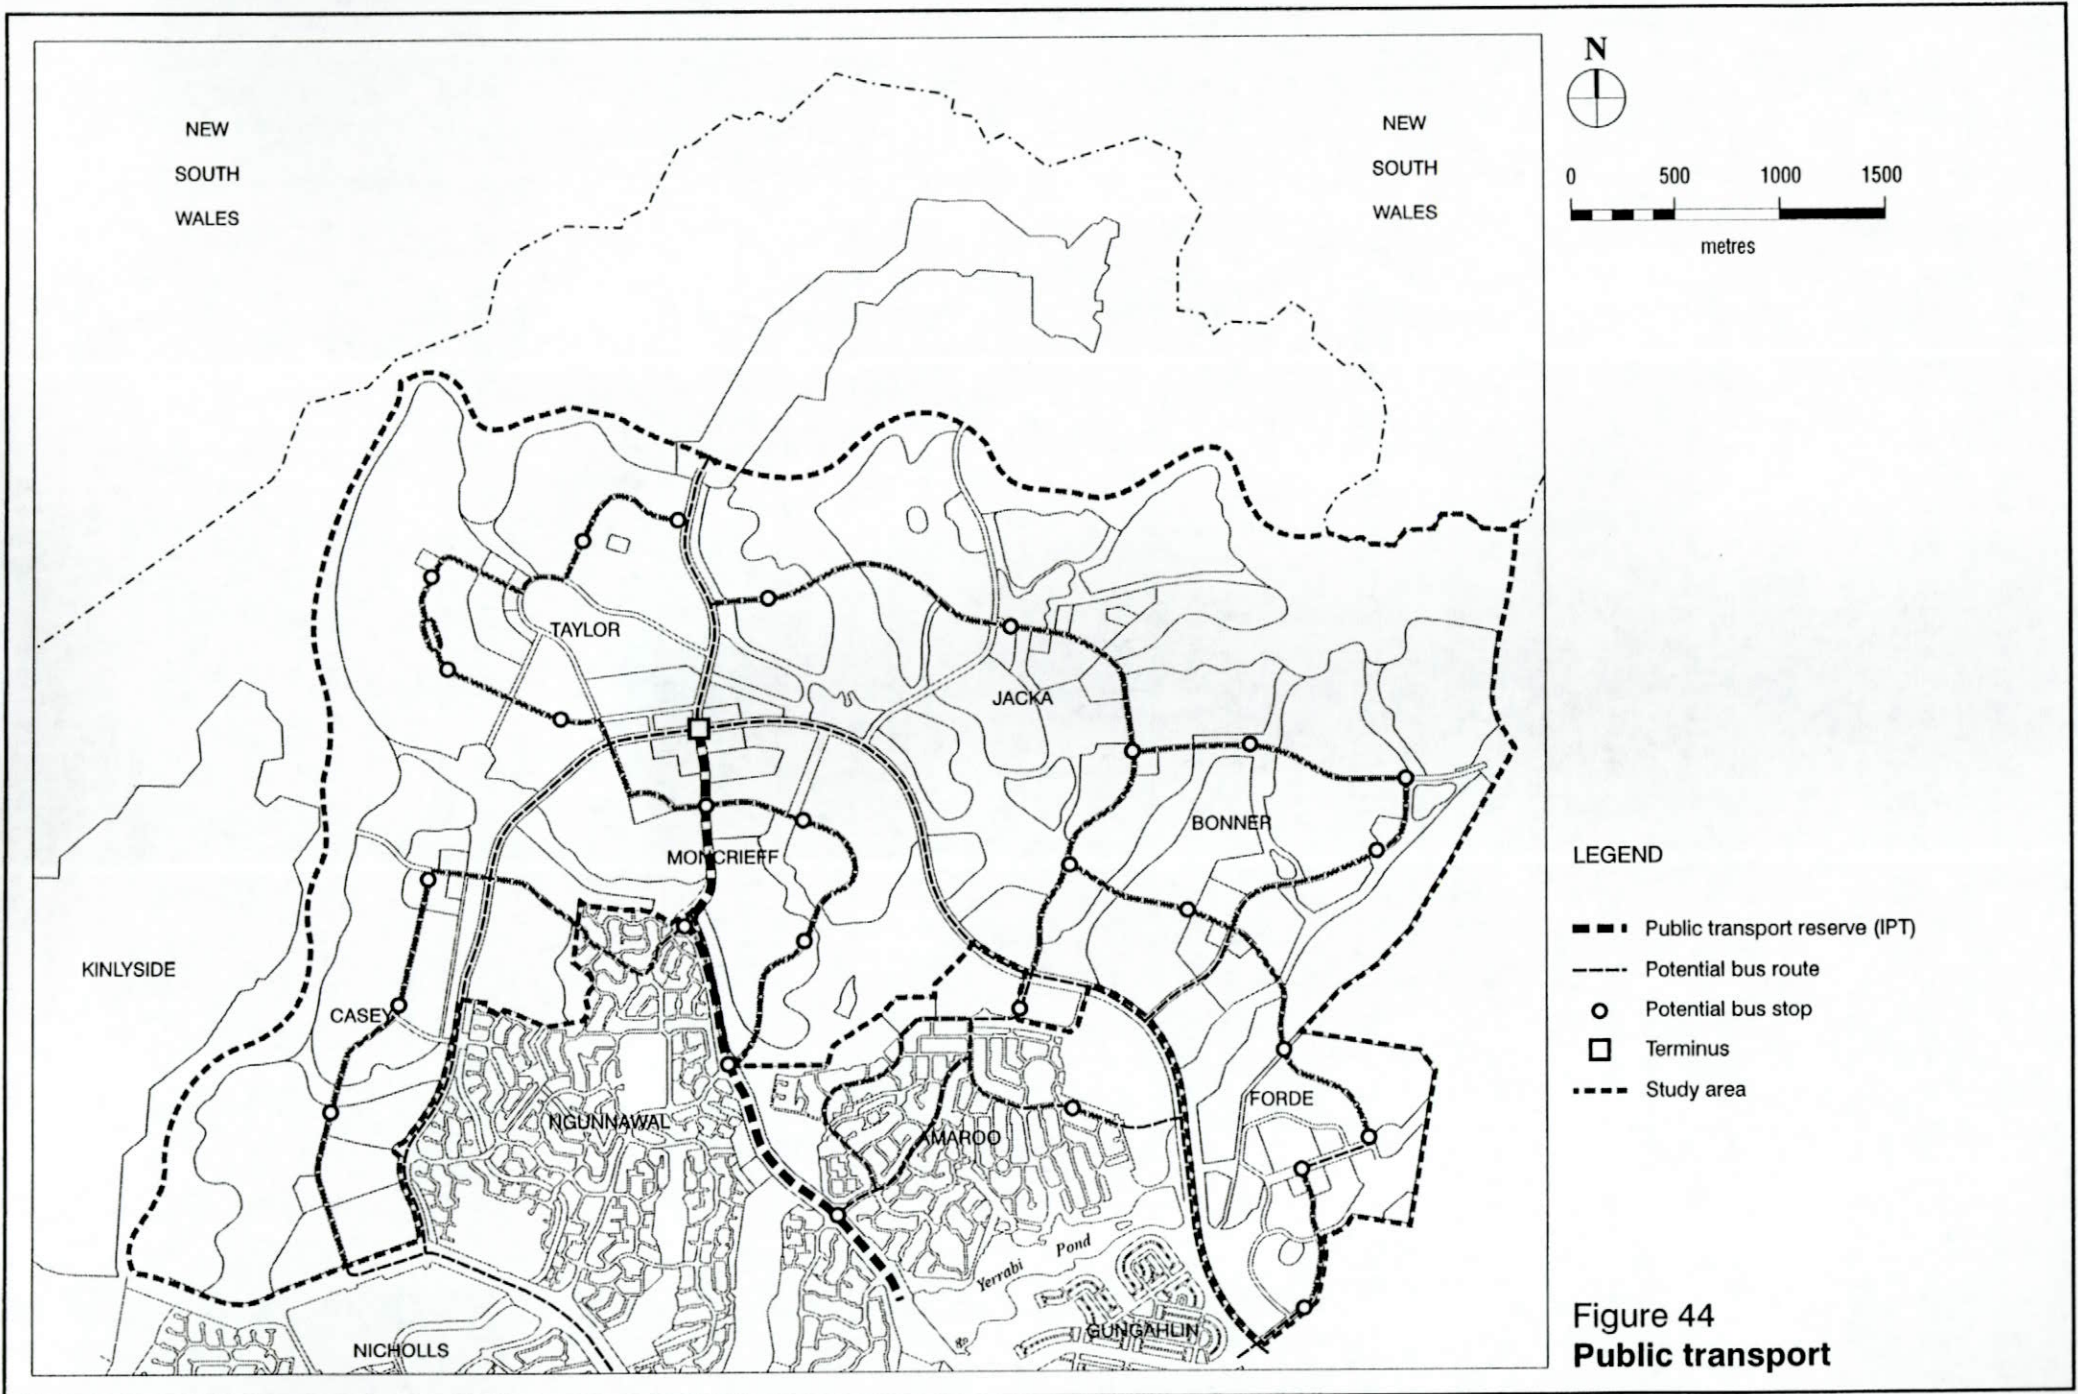 NEW
SOUTH
WALES
NEW
SOUTH
WALES
N
0 500 1000 1500
metres
TAYLOR
JACKA
BONNER
MONCRIEFF
KINLYSIDE
CASEY
NGUNNAWAL
AMAROO
FORDE
Yerrabi Pond
GUNGAHLIN
NICHOLLS
LEGEND
Public transport reserve (IPT)
Potential bus route
Potential bus stop
Terminus
Study area
Figure 44
Public transport